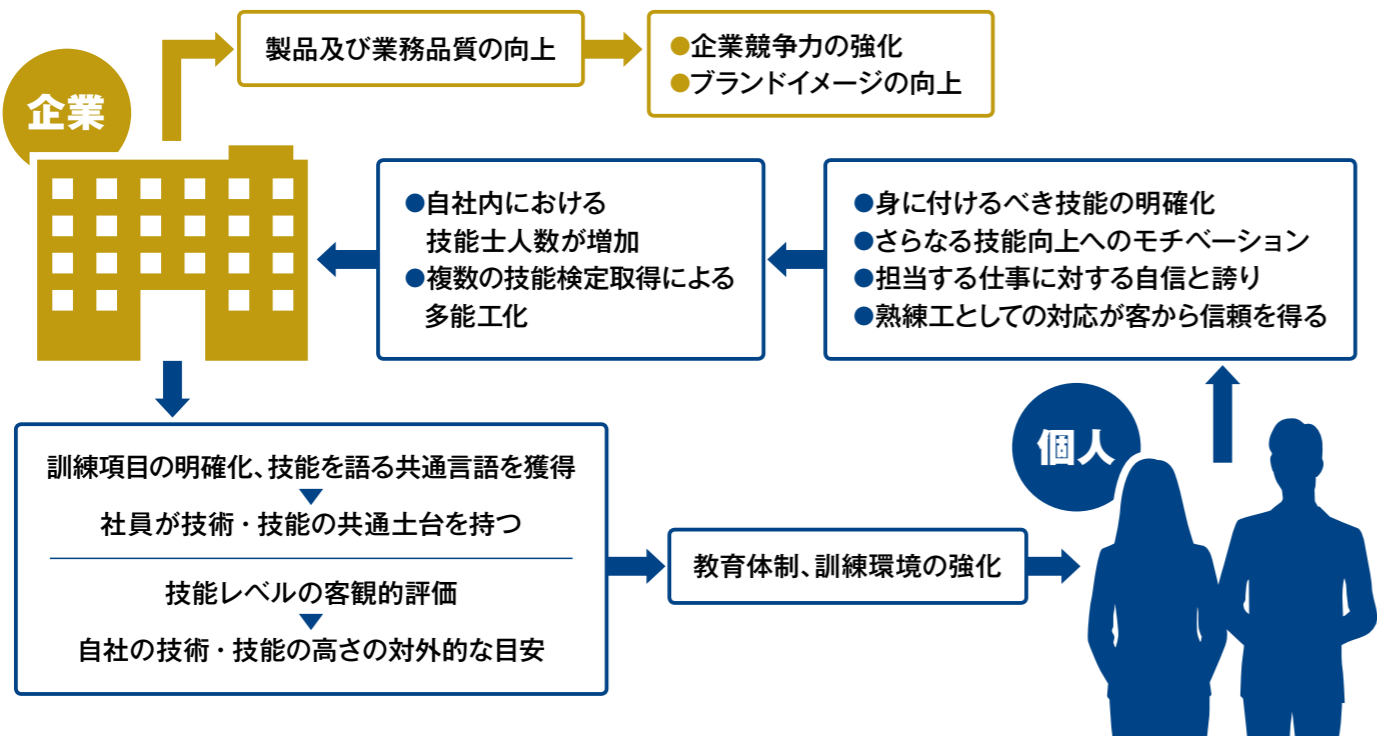 製品及び業務品質の向上
●企業競争力の強化
●ブランドイメージの向上
企業
●自社内における
技能士人数が増加
●複数の技能検定取得による
多能工化
●身に付けるべき技能の明確化
●さらなる技能向上へのモチベーション
●担当する仕事に対する自信と誇り
●熟練工としての対応が客から信頼を得る
訓練項目の明確化、技能を語る共通言語を獲得
社員が技術・技能の共通土台を持つ
技能レベルの客観的評価
自社の技術・技能の高さの対外的な目安
教育体制、訓練環境の強化
個人